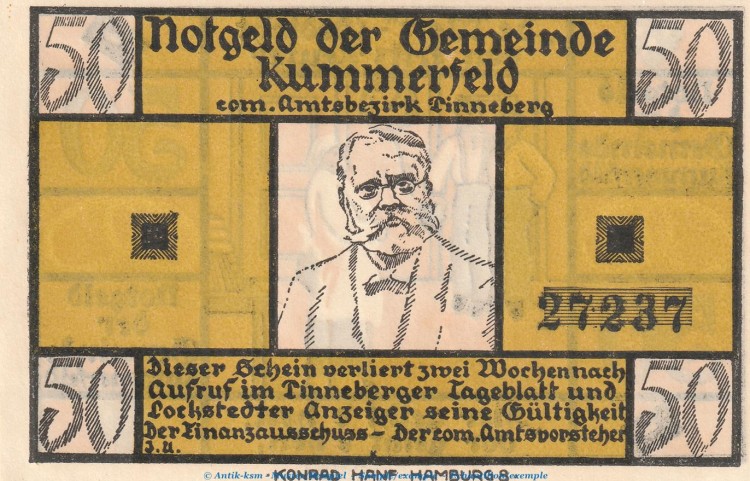 50
Notgeld der Gemeinde
Kummerfeld
com. Amtsbezirk Pinneberg
50
27237
50
Dieser Schein verliert zwei Wochen nach
Aufruf im Pinneberger Tageblatt und
Lockstedter Anzeiger seine Gültigkeit
Der Finanzausschuss – Der com. Amtsvorsteher
J.U.
50
KONRAD HANF HAMBURG 8
© Antik-ksm